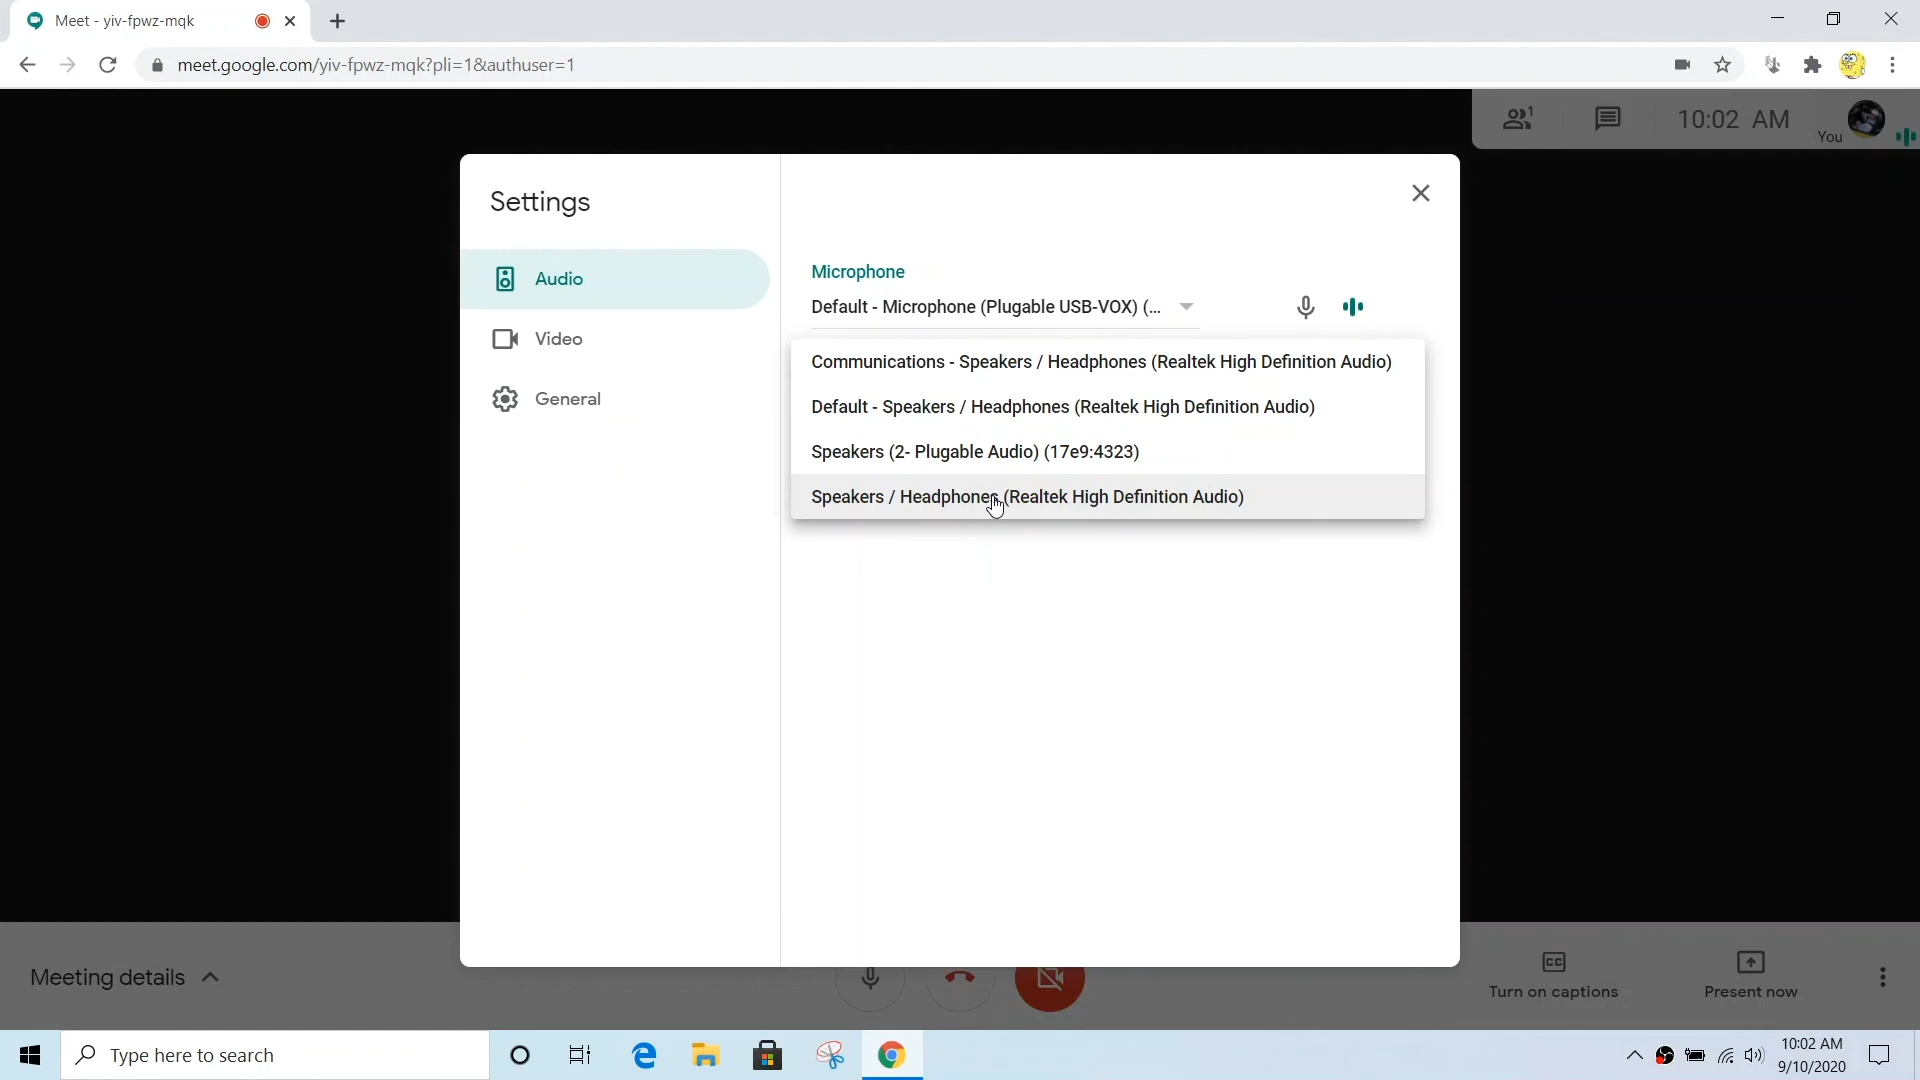 Meet - yiv-fpwz-mqk
meet.google.com/yiv-fpwz-mqk?pli=1&authuser=1
1
10:02 AM
You
Settings
Audio
Video
General
Microphone
Default - Microphone (Plugable USB-VOX) (...
Communications - Speakers / Headphones (Realtek High Definition Audio)
Default - Speakers / Headphones (Realtek High Definition Audio)
Speakers (2- Plugable Audio) (17e9:4323)
Speakers / Headphones (Realtek High Definition Audio)
Meeting details
CC
Turn on captions
Present now
Type here to search
10:02 AM
9/10/2020